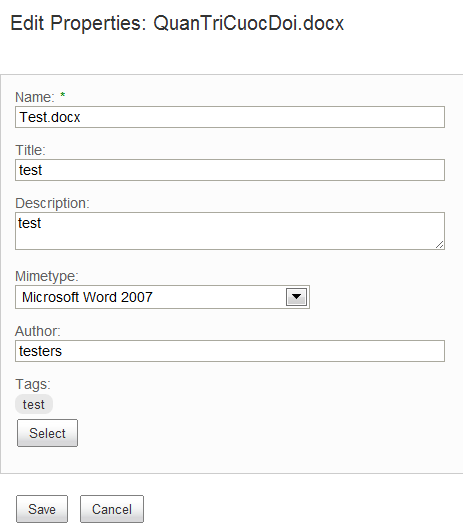 Edit Properties: QuanTriCuocDoi.docx
Name: *
Test.docx
Title:
test
Description:
test
Mimetype:
Microsoft Word 2007
Author:
testers
Tags:
test
Select
Save Cancel